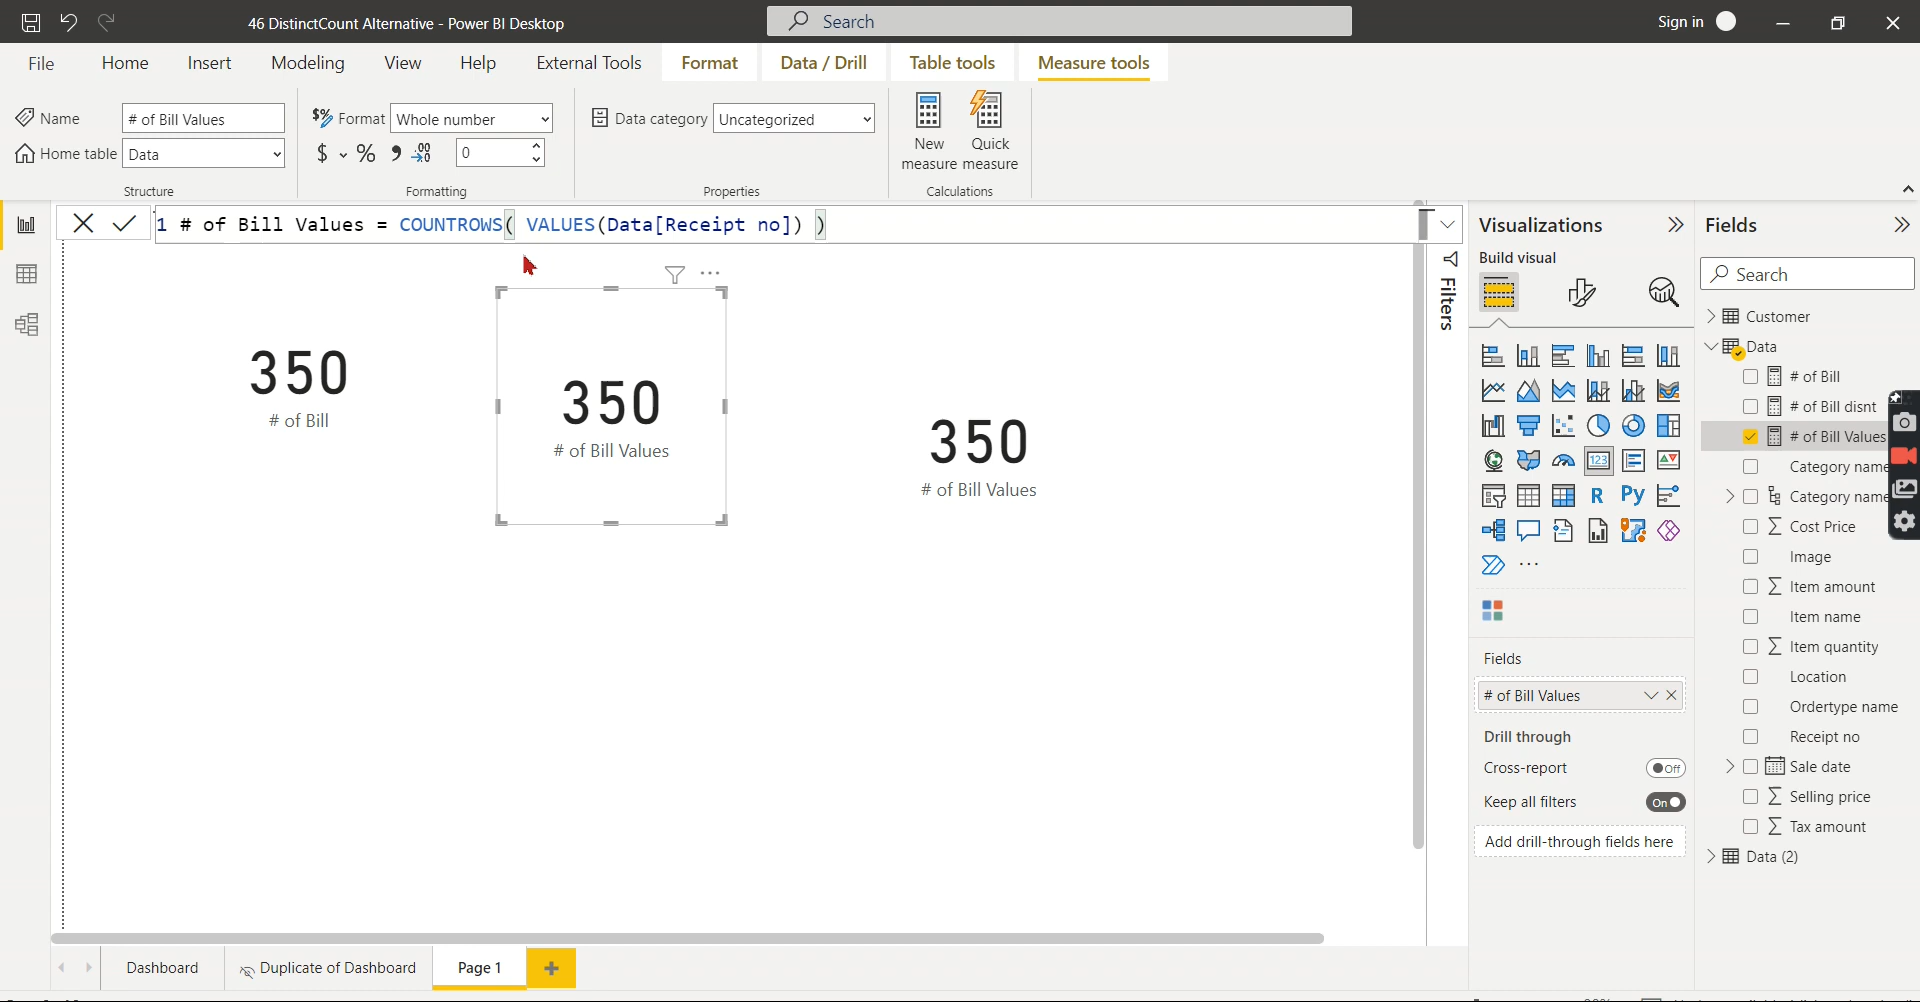 46 DistinctCount Alternative - Power BI Desktop
Search
Sign in
File Home Insert Modeling View Help External Tools Format Data / Drill Table tools Measure tools
Name # of Bill Values
Format Whole number
Data category Uncategorized
Home table Data
$ % 0
New measure
Quick measure
Structure Formatting Properties Calculations
1 # of Bill Values = COUNTROWS( VALUES(Data[Receipt no]) )
350
# of Bill
350
# of Bill Values
350
# of Bill Values
Filters
Visualizations
Build visual
123
R Py
Fields
# of Bill Values
Drill through
Cross-report Off
Keep all filters On
Add drill-through fields here
Fields
Search
Customer
Data
# of Bill
# of Bill disnt
# of Bill Values
Category name
Category name
Cost Price
Image
Item amount
Item name
Item quantity
Location
Ordertype name
Receipt no
Sale date
Selling price
Tax amount
Data (2)
Dashboard Duplicate of Dashboard Page 1